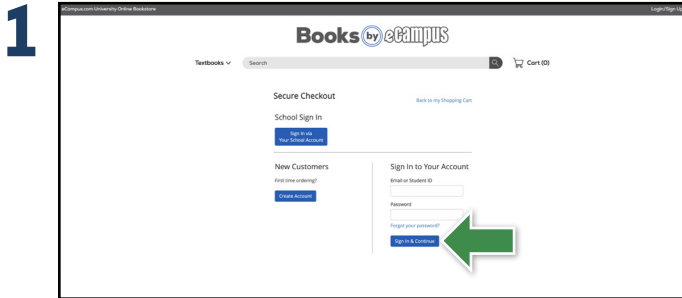 1
eCampus.com University Online Bookstore
Login/Sign Up
Books by eCampus
Textbooks
Search
Cart (0)
Secure Checkout
Back to my Shopping Cart
School Sign In
Sign In via
Your School Account
New Customers
First time ordering?
Create Account
Sign In to Your Account
Email or Student ID
Password
Forgot your password?
Sign In & Continue